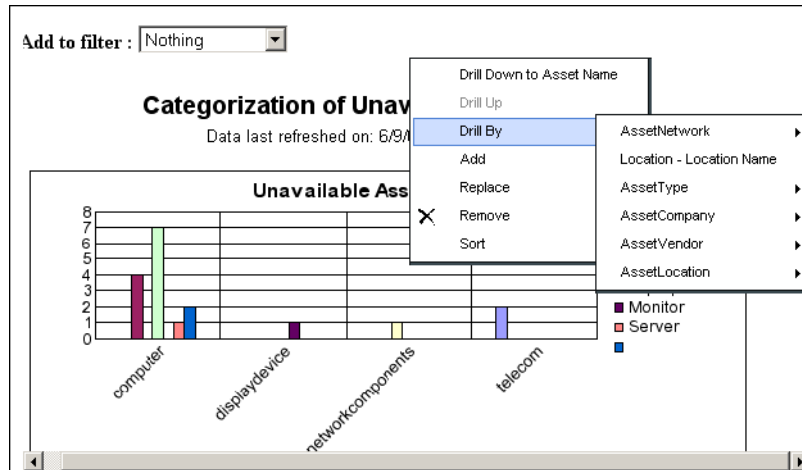 Add to filter : Nothing
Drill Down to Asset Name
Drill Up
Drill By
Add
Replace
Remove
Sort
AssetNetwork
Location - Location Name
AssetType
AssetCompany
AssetVendor
AssetLocation
Categorization of Unav
Data last refreshed on: 6/9/
Unavailable Ass
8
7
6
5
4
3
2
1
0
computer
displaydevice
networkcomponents
telecom
Monitor
Server